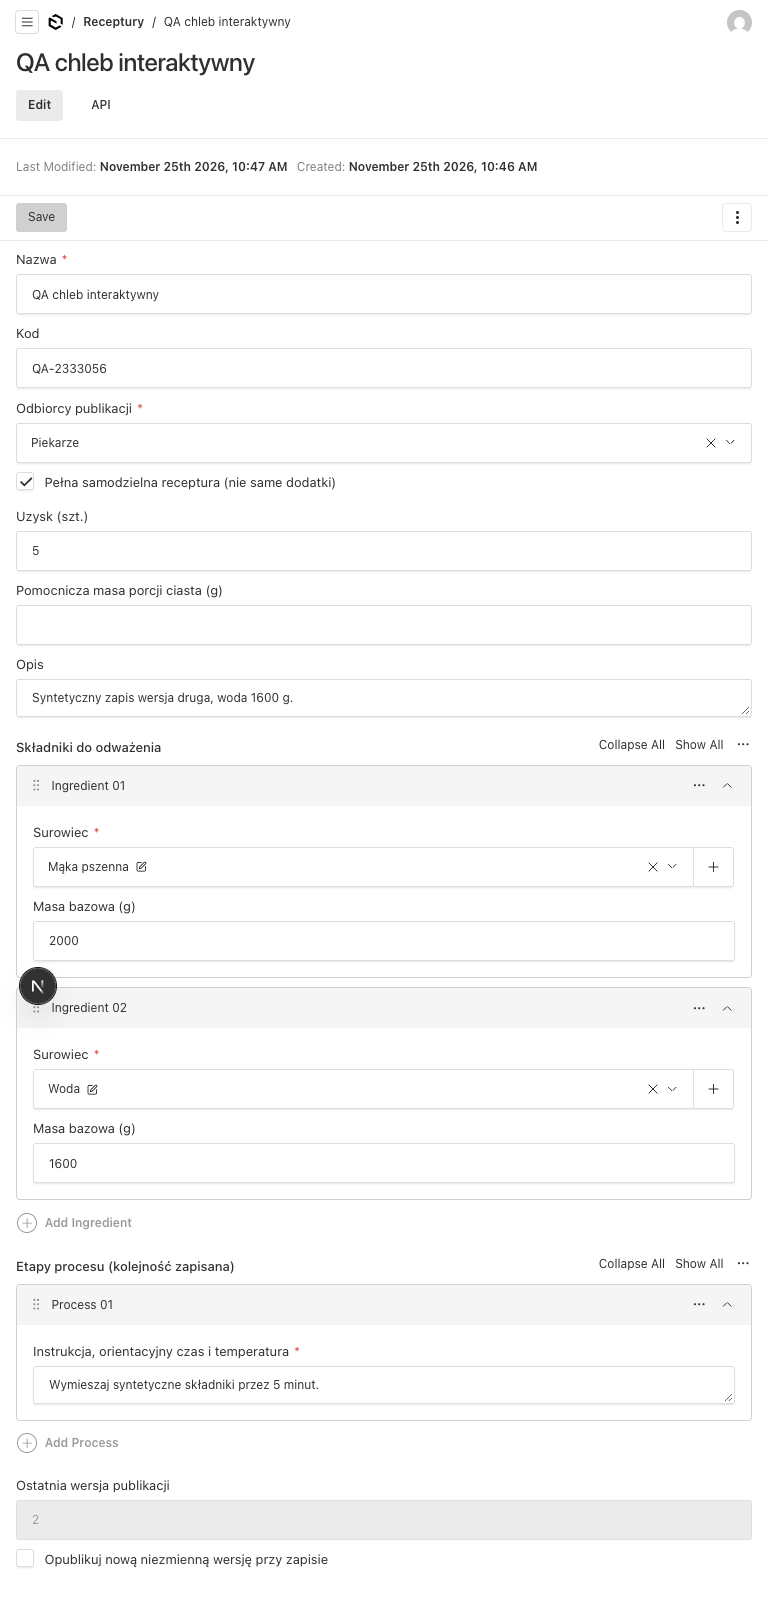 / Receptury / QA chleb interaktywny
QA chleb interaktywny
Edit API
Last Modified: November 25th 2026, 10:47 AM Created: November 25th 2026, 10:46 AM
Save
Nazwa *
QA chleb interaktywny
Kod
QA-2333056
Odbiorcy publikacji *
Piekarze
Pełna samodzielna receptura (nie same dodatki)
Uzysk (szt.)
5
Pomocnicza masa porcji ciasta (g)
Opis
Syntetyczny zapis wersja druga, woda 1600 g.
Składniki do odważenia Collapse All Show All
Ingredient 01
Surowiec *
Mąka pszenna
Masa bazowa (g)
2000
N
Ingredient 02
Surowiec *
Woda
Masa bazowa (g)
1600
Add Ingredient
Etapy procesu (kolejność zapisana) Collapse All Show All
Process 01
Instrukcja, orientacyjny czas i temperatura *
Wymieszaj syntetyczne składniki przez 5 minut.
Add Process
Ostatnia wersja publikacji
2
Opublikuj nową niezmienną wersję przy zapisie